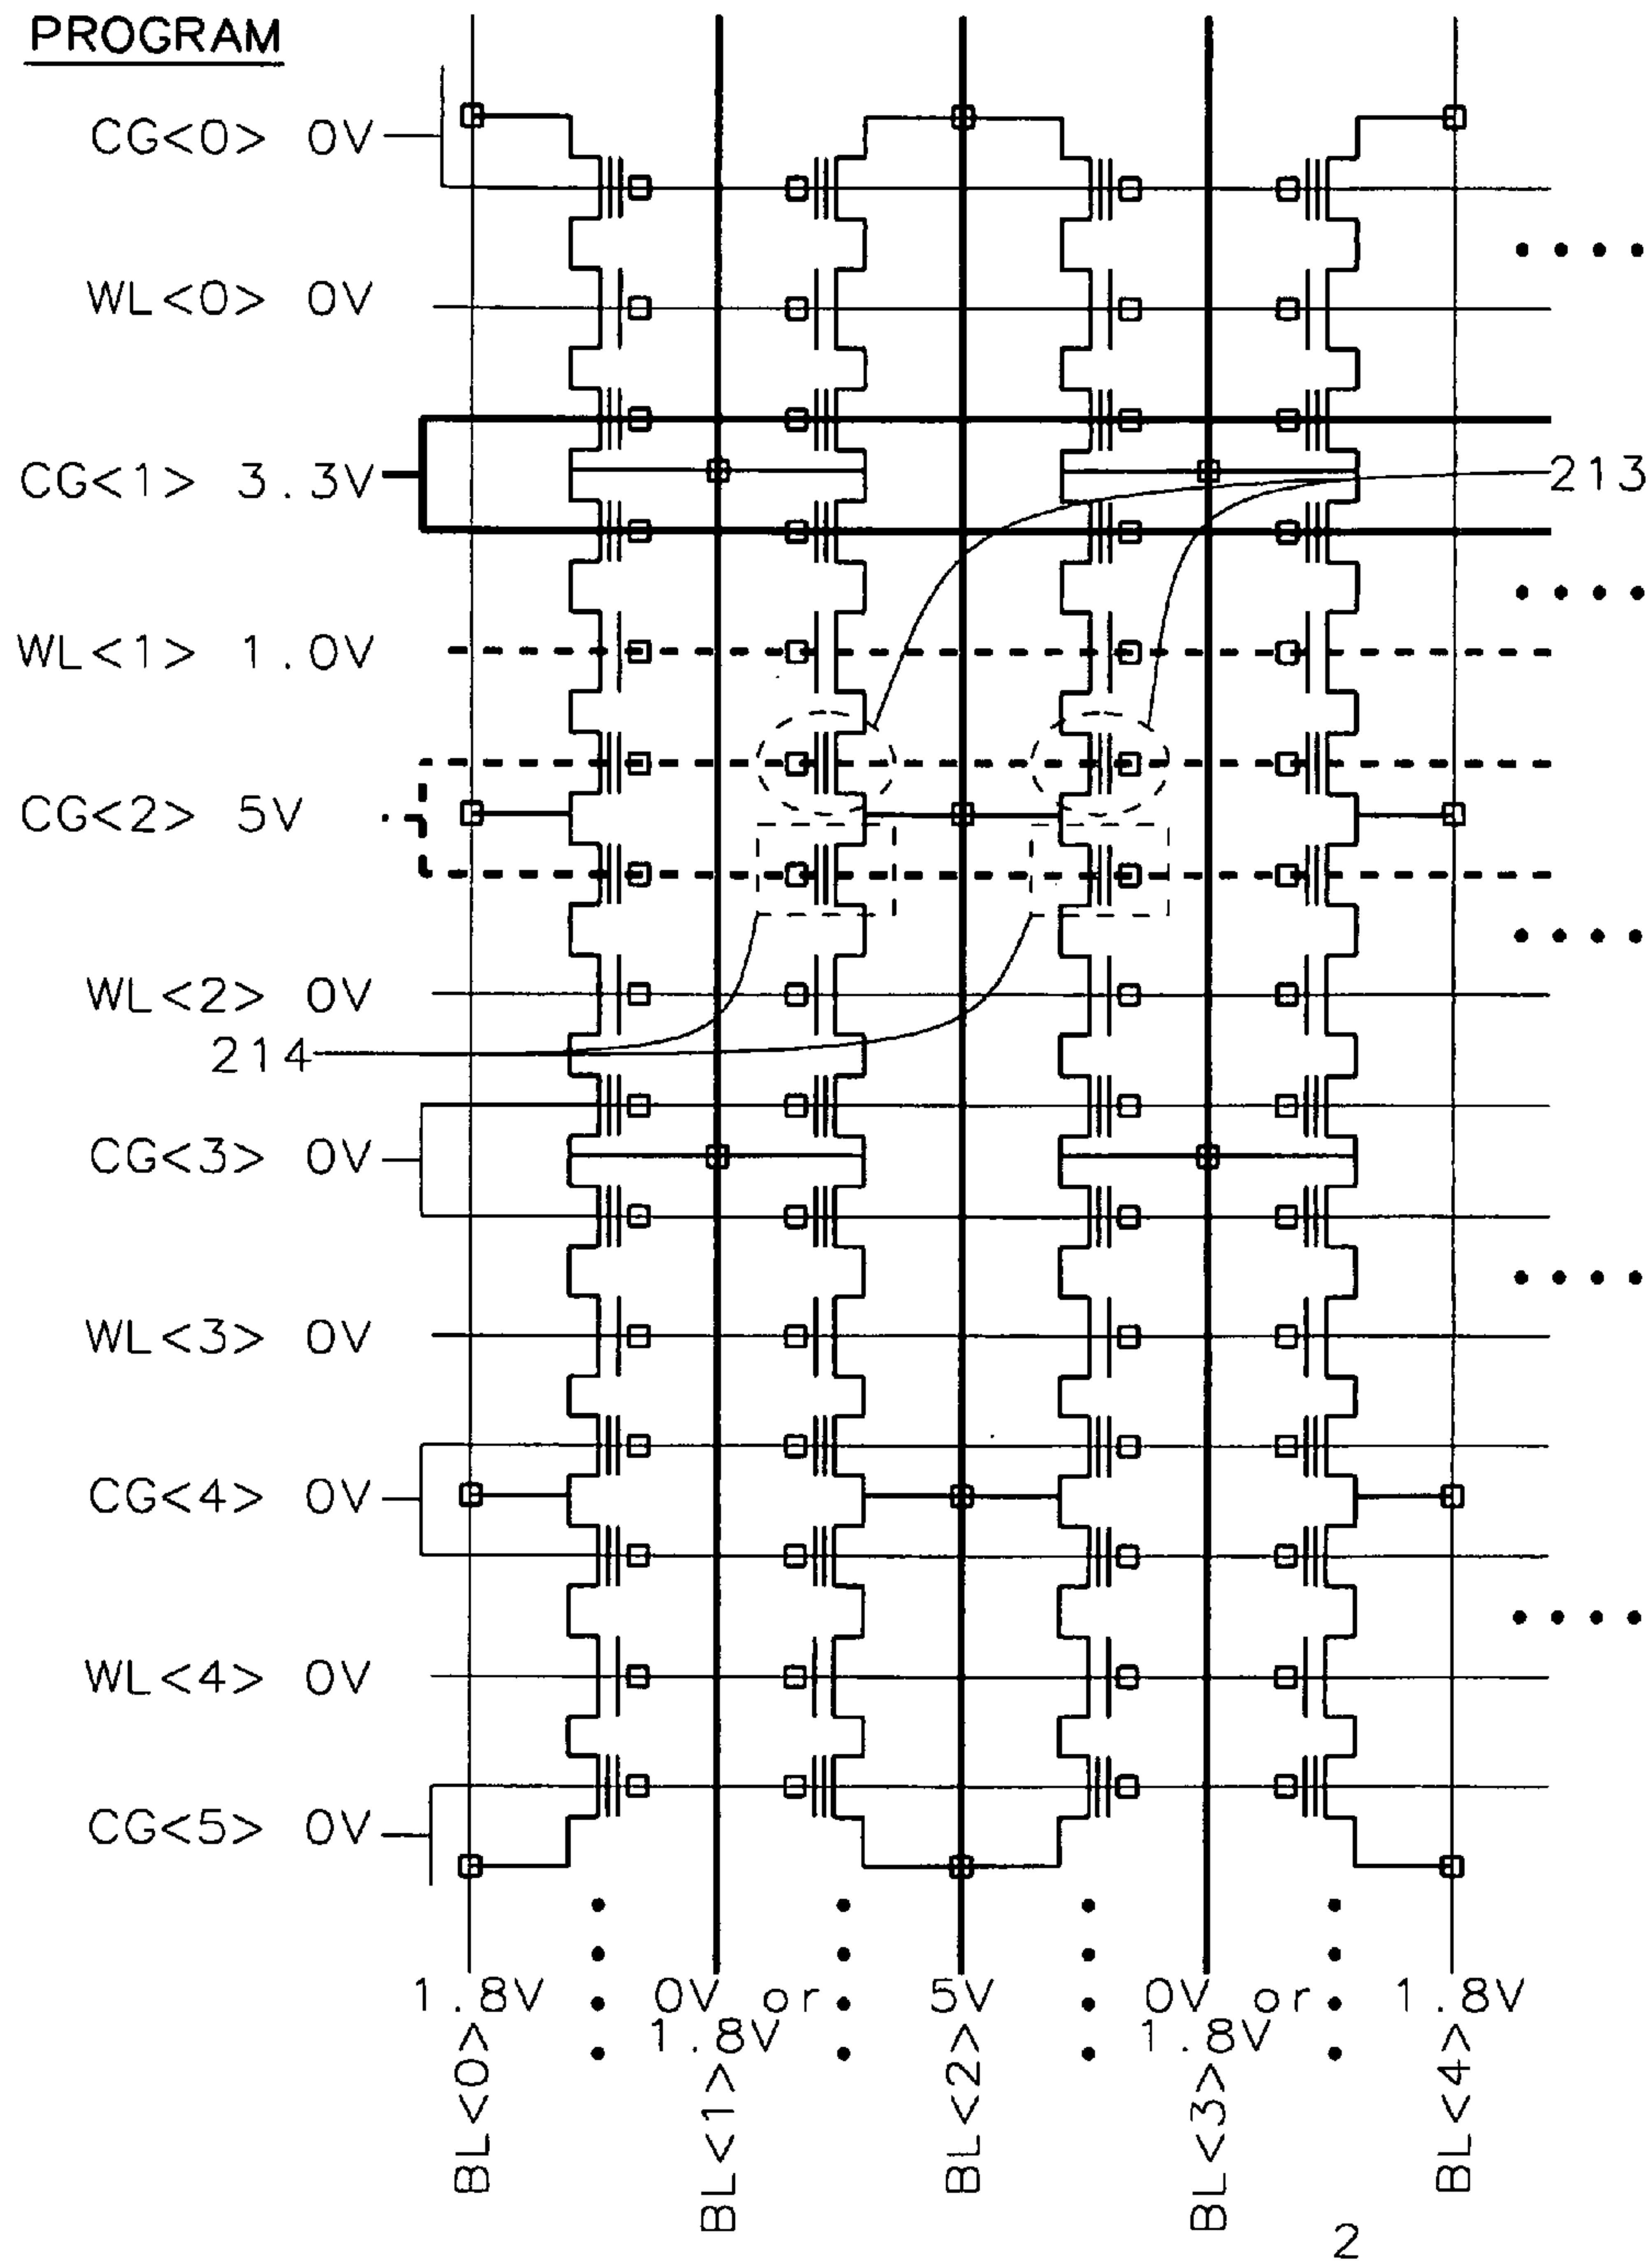 PROGRAM
CG<0> 0V
WL<0> 0V
CG<1> 3.3V
213
WL<1> 1.0V
CG<2> 5V
WL<2> 0V
214
CG<3> 0V
WL<3> 0V
CG<4> 0V
WL<4> 0V
CG<5> 0V
1.8V 0V or 5V 0V or 1.8V
1.8V 1.8V
BL<0> BL<1> BL<2> BL<3> BL<4>
2